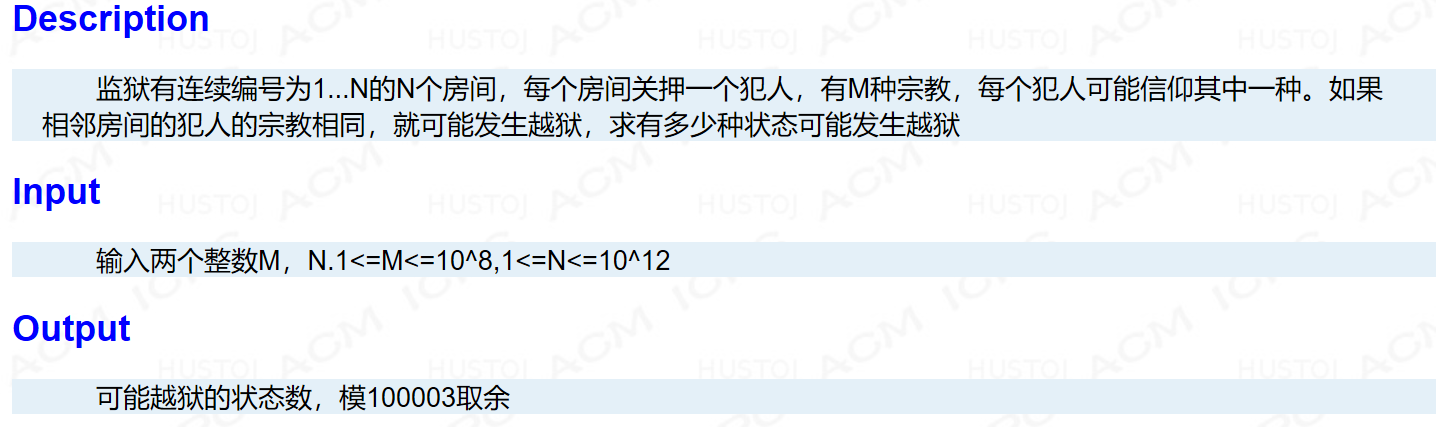 Description
监狱有连续编号为1...N的N个房间，每个房间关押一个犯人，有M种宗教，每个犯人可能信仰其中一种。如果
相邻房间的犯人的宗教相同，就可能发生越狱，求有多少种状态可能发生越狱
Input
输入两个整数M，N.1<=M<=10^8,1<=N<=10^12
Output
可能越狱的状态数，模100003取余